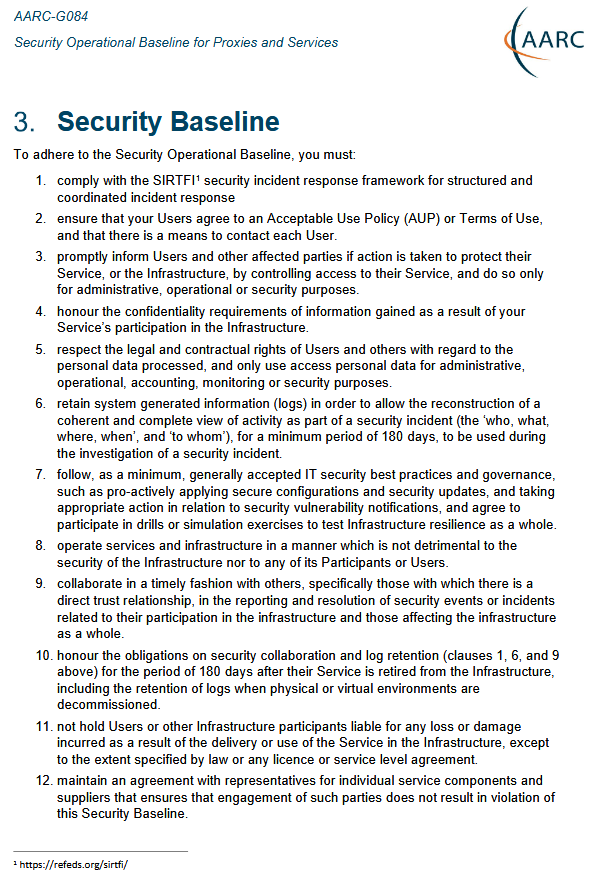 AARC-G084
Security Operational Baseline for Proxies and Services
AARC
3. Security Baseline
To adhere to the Security Operational Baseline, you must:
1. comply with the SIRTFI¹ security incident response framework for structured and
coordinated incident response
2. ensure that your Users agree to an Acceptable Use Policy (AUP) or Terms of Use,
and that there is a means to contact each User.
3. promptly inform Users and other affected parties if action is taken to protect their
Service, or the Infrastructure, by controlling access to their Service, and do so only
for administrative, operational or security purposes.
4. honour the confidentiality requirements of information gained as a result of your
Service's participation in the Infrastructure.
5. respect the legal and contractual rights of Users and others with regard to the
personal data processed, and only use access personal data for administrative,
operational, accounting, monitoring or security purposes.
6. retain system generated information (logs) in order to allow the reconstruction of a
coherent and complete view of activity as part of a security incident (the 'who, what,
where, when', and 'to whom'), for a minimum period of 180 days, to be used during
the investigation of a security incident.
7. follow, as a minimum, generally accepted IT security best practices and governance,
such as pro-actively applying secure configurations and security updates, and taking
appropriate action in relation to security vulnerability notifications, and agree to
participate in drills or simulation exercises to test Infrastructure resilience as a whole.
8. operate services and infrastructure in a manner which is not detrimental to the
security of the Infrastructure nor to any of its Participants or Users.
9. collaborate in a timely fashion with others, specifically those with which there is a
direct trust relationship, in the reporting and resolution of security events or incidents
related to their participation in the infrastructure and those affecting the infrastructure
as a whole.
10. honour the obligations on security collaboration and log retention (clauses 1, 6, and 9
above) for the period of 180 days after their Service is retired from the Infrastructure,
including the retention of logs when physical or virtual environments are
decommissioned.
11. not hold Users or other Infrastructure participants liable for any loss or damage
incurred as a result of the delivery or use of the Service in the Infrastructure, except
to the extent specified by law or any licence or service level agreement.
12. maintain an agreement with representatives for individual service components and
suppliers that ensures that engagement of such parties does not result in violation of
this Security Baseline.
¹ https://refeds.org/sirtfi/